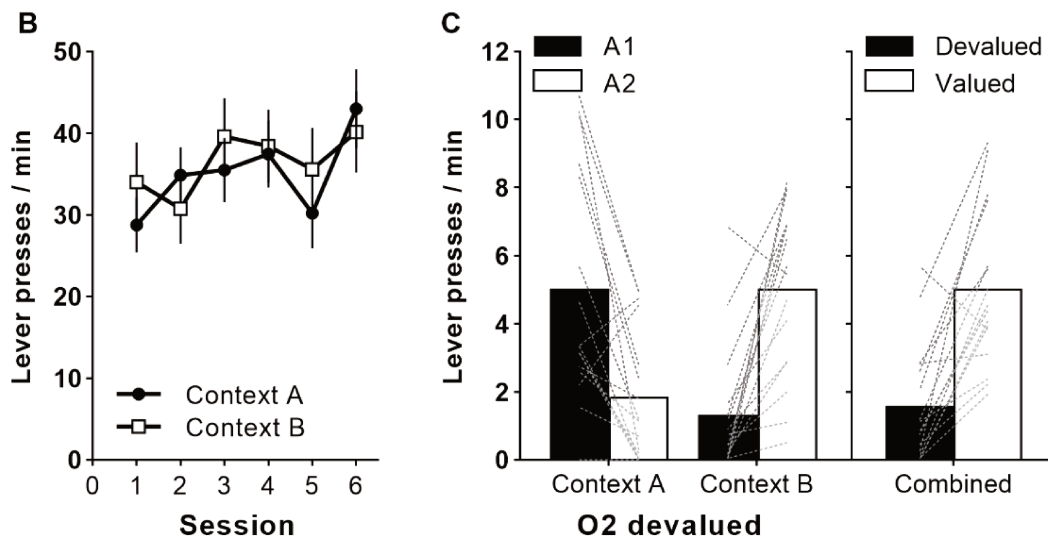 B
50
40
30
20
10
0
Lever presses / min
Context A
Context B
0 1 2 3 4 5 6
Session
C
12
10
8
6
4
2
0
Lever presses / min
A1
A2
Devalued
Valued
Context A Context B Combined
O2 devalued